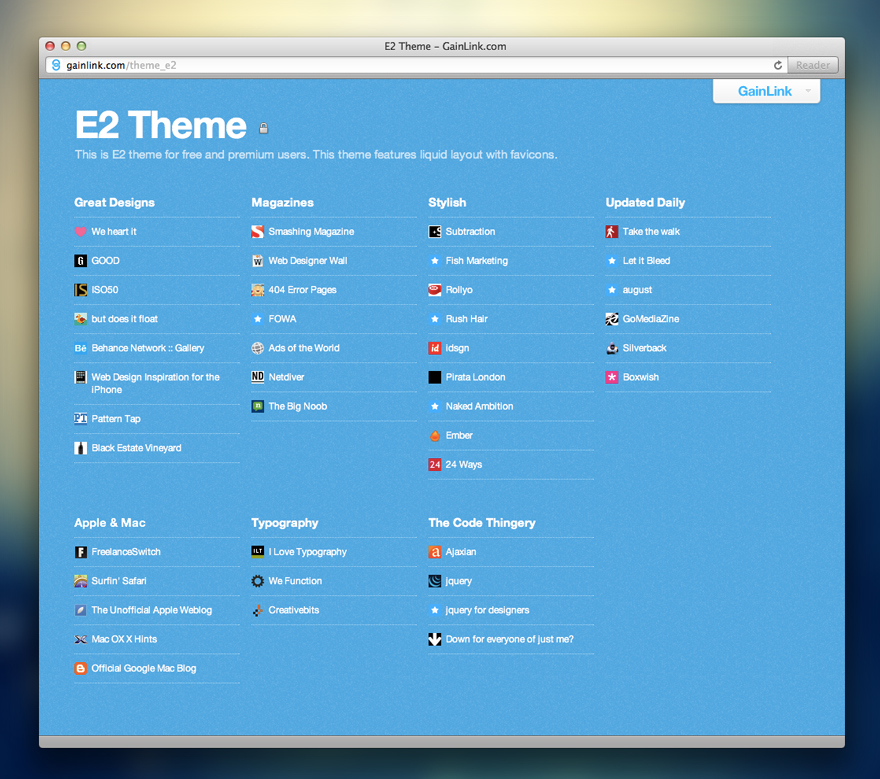 E2 Theme – GainLink.com
gainlink.com/theme_e2
Reader
GainLink
E2 Theme
This is E2 theme for free and premium users. This theme features liquid layout with favicons.
Great Designs
We heart it
GOOD
ISO50
but does it float
Behance Network :: Gallery
Web Design Inspiration for the
iPhone
Pattern Tap
Black Estate Vineyard
Magazines
Smashing Magazine
Web Designer Wall
404 Error Pages
FOWA
Ads of the World
Netdiver
The Big Noob
Stylish
Subtraction
Fish Marketing
Rollyo
Rush Hair
idsgn
Pirata London
Naked Ambition
Ember
24 Ways
Updated Daily
Take the walk
Let it Bleed
august
GoMediaZine
Silverback
Boxwish
Apple & Mac
FreelanceSwitch
Surfin' Safari
The Unofficial Apple Weblog
Mac OX X Hints
Official Google Mac Blog
Typography
I Love Typography
We Function
Creativebits
The Code Thingery
Ajaxian
jquery
jquery for designers
Down for everyone of just me?